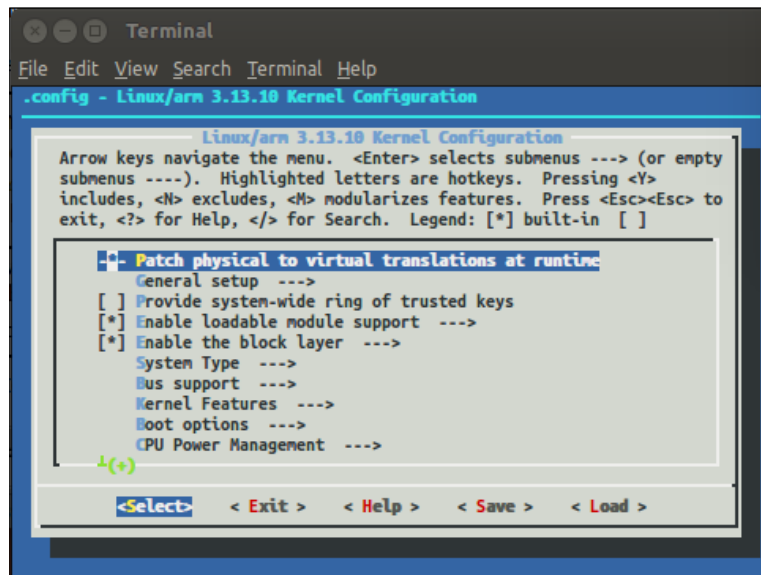 Terminal
File Edit View Search Terminal Help
.config - Linux/arm 3.13.10 Kernel Configuration
Linux/arm 3.13.10 Kernel Configuration
Arrow keys navigate the menu. <Enter> selects submenus ---> (or empty
submenus ----). Highlighted letters are hotkeys. Pressing <Y>
includes, <N> excludes, <M> modularizes features. Press <Esc><Esc> to
exit, <?> for Help, </> for Search. Legend: [*] built-in [ ]
-*- Patch physical to virtual translations at runtime
General setup --->
[ ] Provide system-wide ring of trusted keys
[*] Enable loadable module support --->
[*] Enable the block layer --->
System Type --->
Bus support --->
Kernel Features --->
Boot options --->
CPU Power Management --->
┴(+)
<Select> < Exit > < Help > < Save > < Load >